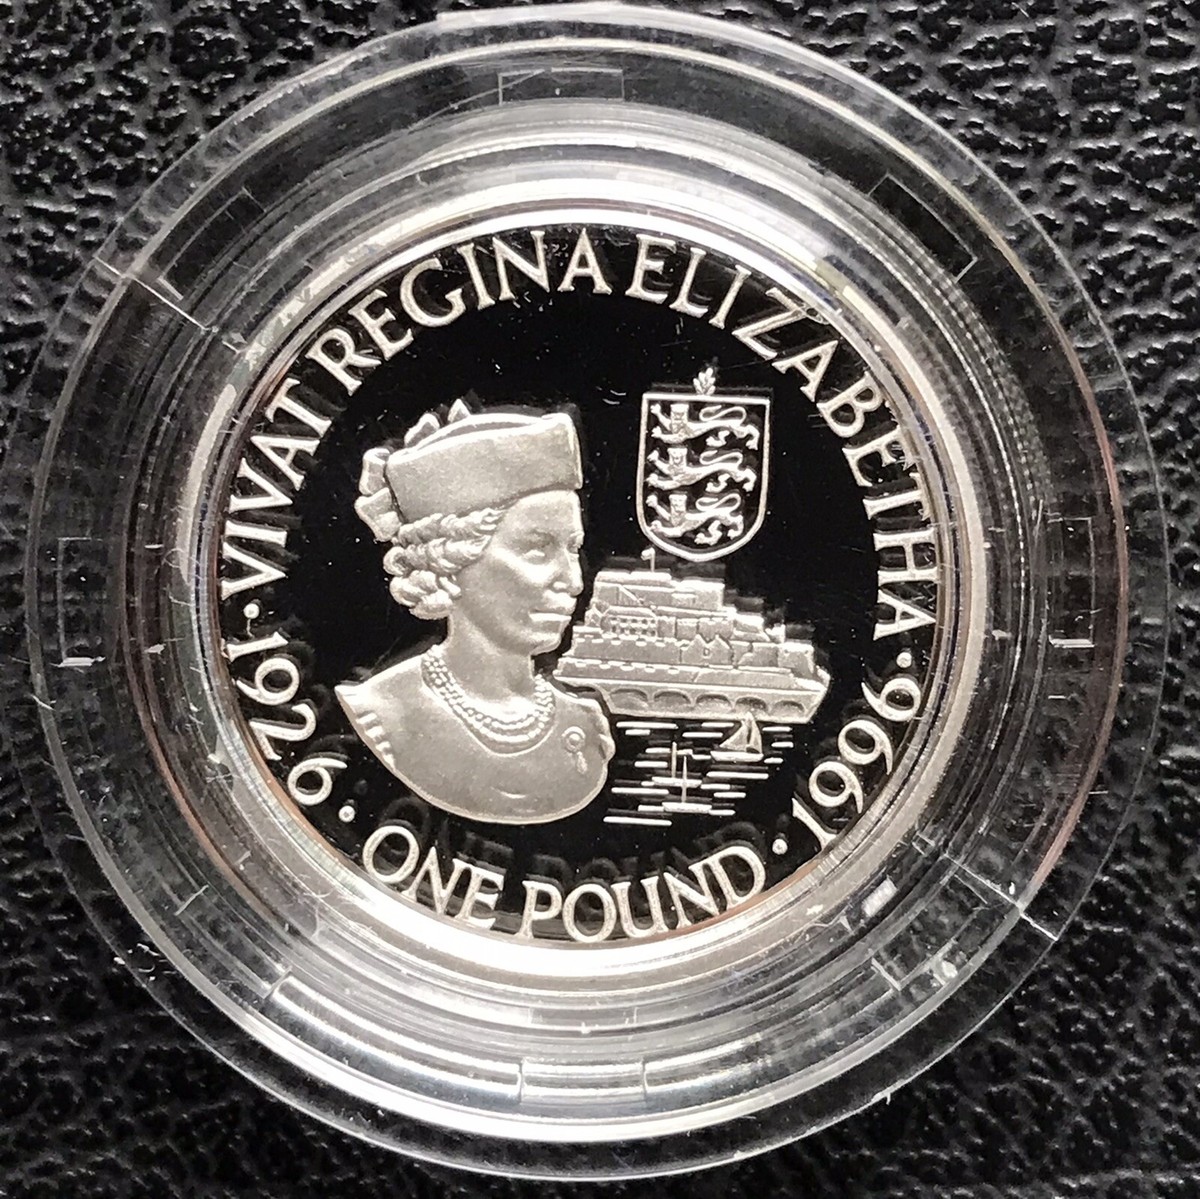 1926 · VIVAT REGINA ELIZABETHA · 1996
· ONE POUND ·